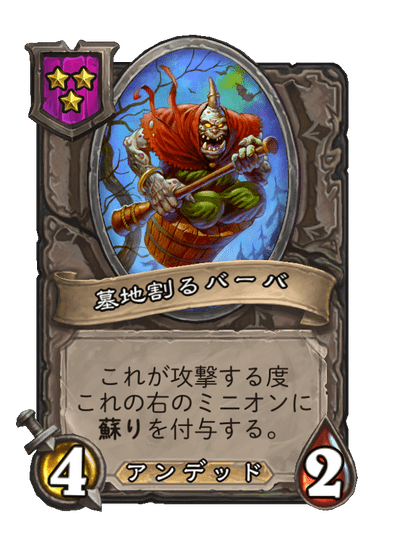 墓地割るバーバ
これが攻撃する度
これの右のミニオンに
蘇りを付与する。
アンデッド
4
2